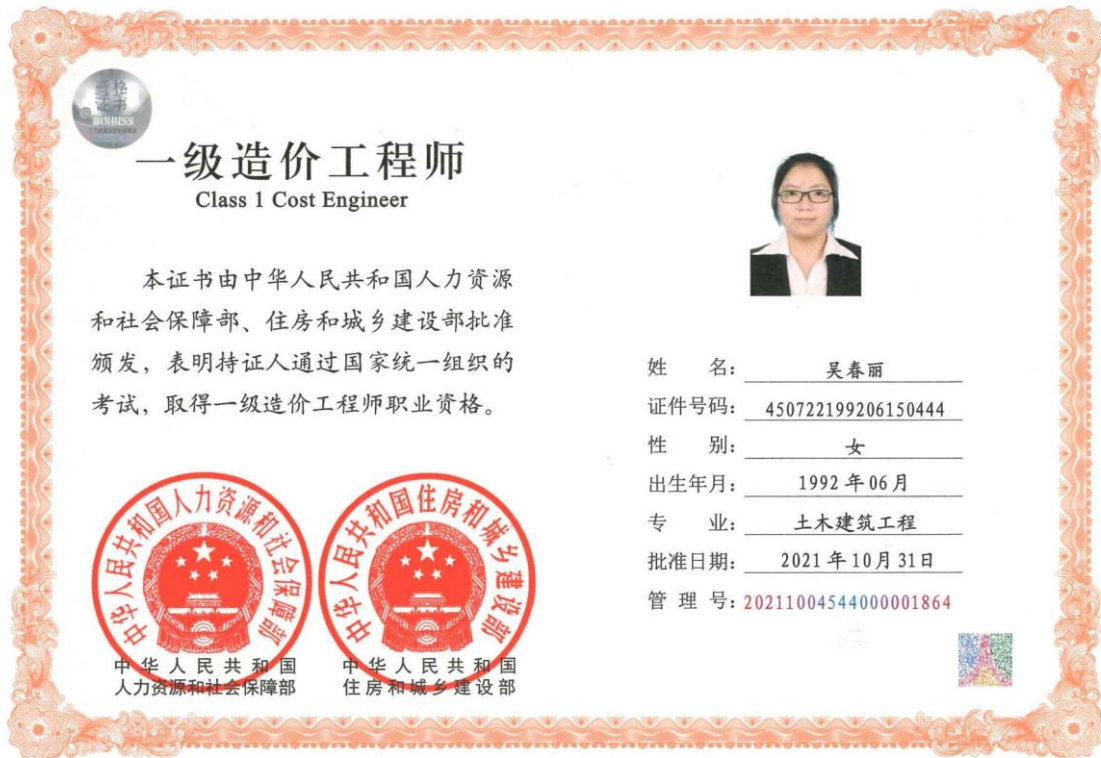 资格
证书
MOHRSS
一级造价工程师
Class 1 Cost Engineer
本证书由中华人民共和国人力资源
和社会保障部、住房和城乡建设部批准
颁发，表明持证人通过国家统一组织的
考试，取得一级造价工程师职业资格。
中华人民共和国人力资源和社会保障部
中华人民共和国住房和城乡建设部
中华人民共和国
人力资源和社会保障部
中华人民共和国
住房和城乡建设部
姓 名： 吴春丽
证件号码： 450722199206150444
性 别： 女
出生年月： 1992年06月
专 业： 土木建筑工程
批准日期： 2021年10月31日
管 理 号：20211004544000001864